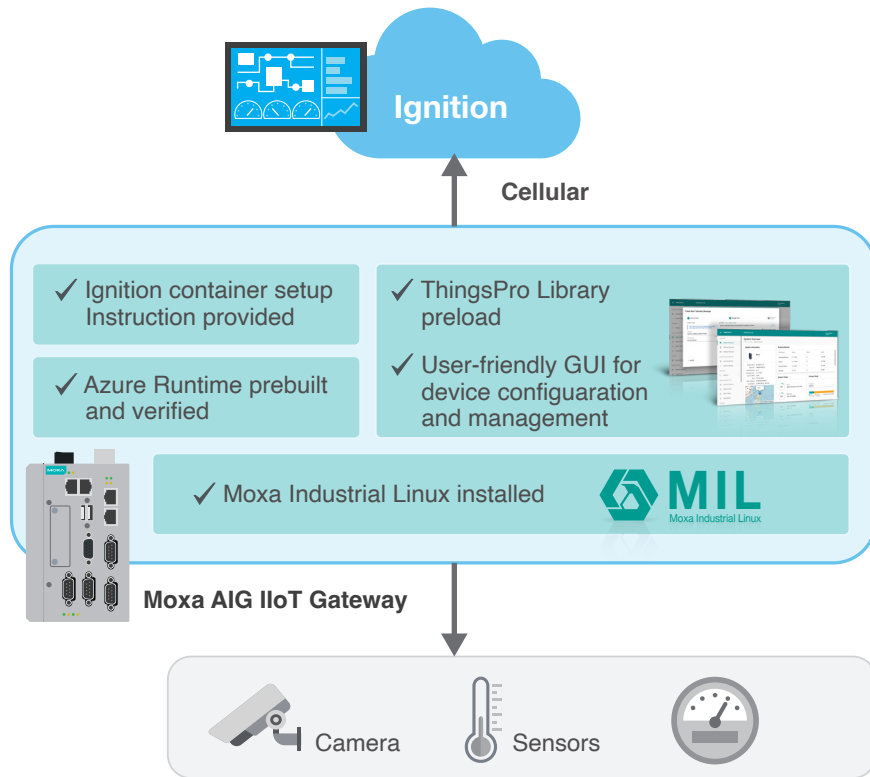 Ignition
Cellular
Ignition container setup
Instruction provided
ThingsPro Library
preload
Azure Runtime prebuilt
and verified
User-friendly GUI for
device configuaration
and management
MOXA
Moxa Industrial Linux installed
MIL
Moxa Industrial Linux
Moxa AIG IIoT Gateway
Camera
Sensors